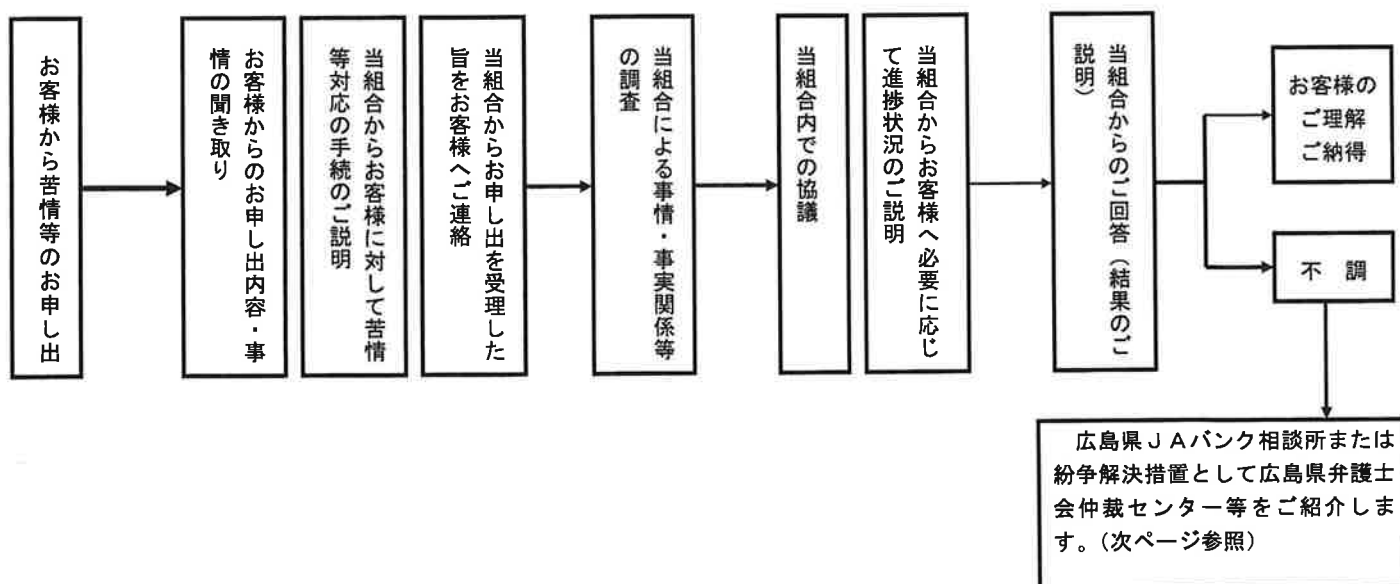 お客様から苦情等のお申し出
お客様からのお申し出内容・事
情の聞き取り
当組合からお客様に対して苦情
等対応の手続のご説明
当組合からお申し出を受理した
旨をお客様へご連絡
当組合による事情・事実関係等
の調査
当組合内での協議
当組合からお客様へ必要に応じ
て進捗状況のご説明
当組合からのご回答（結果のご
説明）
お客様の
ご理解
ご納得
不 調
広島県ＪＡバンク相談所または
紛争解決措置として広島県弁護士
会仲裁センター等をご紹介しま
す。（次ページ参照）